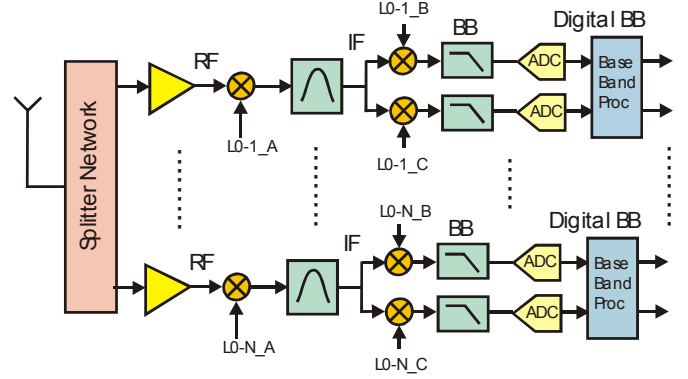 L0-1_B
Digital BB
IF
BB
RF
ADC
Base
Band
Proc
Splitter Network
ADC
L0-1_A
L0-1_C
L0-N_B
Digital BB
BB
IF
RF
ADC
Base
Band
Proc
ADC
L0-N_A
L0-N_C